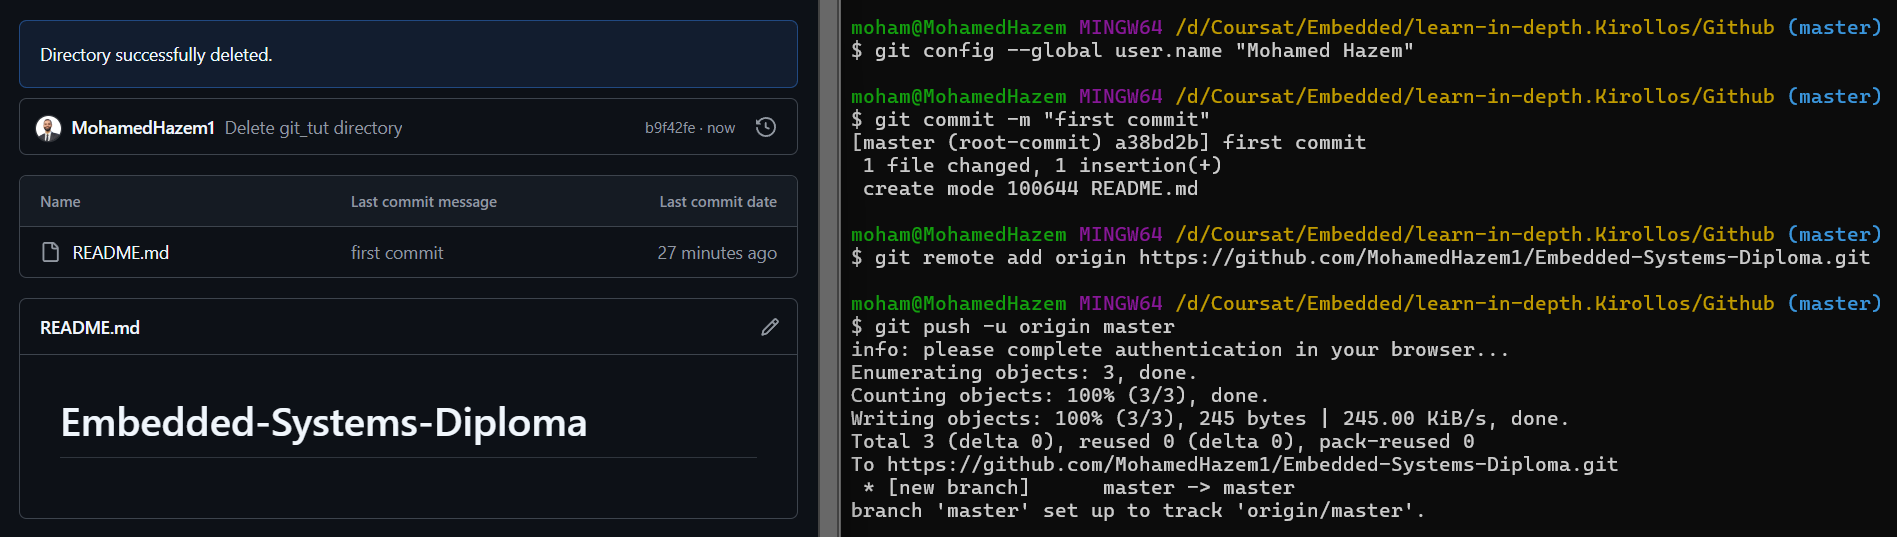 Directory successfully deleted.
MohamedHazem1 Delete git_tut directory b9f42fe · now
Name Last commit message Last commit date
README.md first commit 27 minutes ago
README.md
Embedded-Systems-Diploma
moham@MohamedHazem MINGW64 /d/Coursat/Embedded/learn-in-depth.Kirollos/Github (master)
$ git config --global user.name "Mohamed Hazem"
moham@MohamedHazem MINGW64 /d/Coursat/Embedded/learn-in-depth.Kirollos/Github (master)
$ git commit -m "first commit"
[master (root-commit) a38bd2b] first commit
1 file changed, 1 insertion(+)
create mode 100644 README.md
moham@MohamedHazem MINGW64 /d/Coursat/Embedded/learn-in-depth.Kirollos/Github (master)
$ git remote add origin https://github.com/MohamedHazem1/Embedded-Systems-Diploma.git
moham@MohamedHazem MINGW64 /d/Coursat/Embedded/learn-in-depth.Kirollos/Github (master)
$ git push -u origin master
info: please complete authentication in your browser...
Enumerating objects: 3, done.
Counting objects: 100% (3/3), done.
Writing objects: 100% (3/3), 245 bytes | 245.00 KiB/s, done.
Total 3 (delta 0), reused 0 (delta 0), pack-reused 0
To https://github.com/MohamedHazem1/Embedded-Systems-Diploma.git
* [new branch] master -> master
branch 'master' set up to track 'origin/master'.